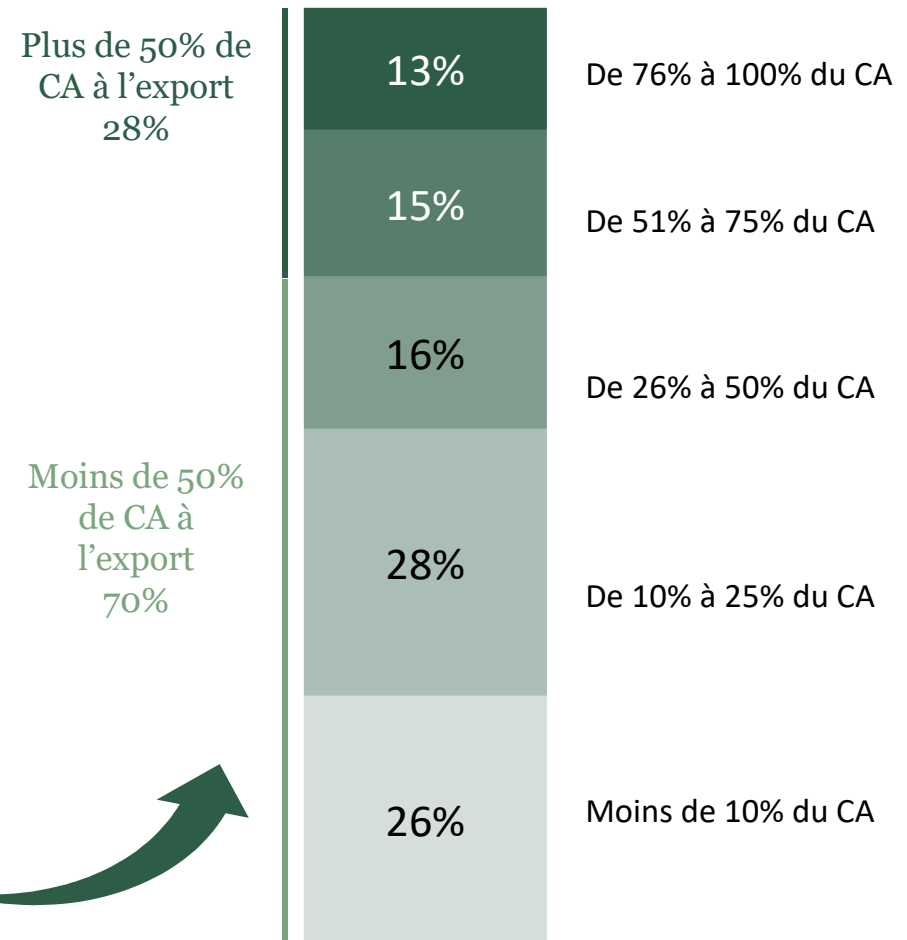 Plus de 50% de
CA à l’export
28%
13%
De 76% à 100% du CA
15%
De 51% à 75% du CA
16%
De 26% à 50% du CA
Moins de 50%
de CA à
l’export
70%
28%
De 10% à 25% du CA
26%
Moins de 10% du CA